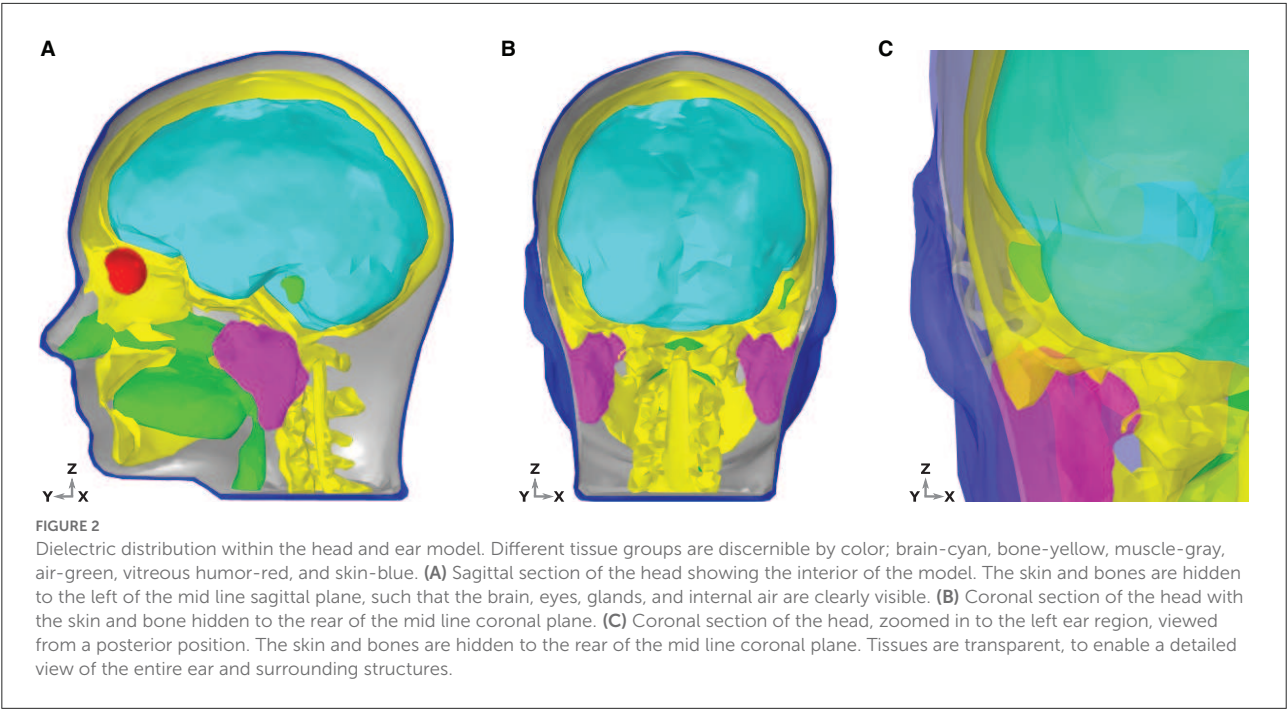 A
B
C
Z
Y X
Z
Y X
Z
Y X
FIGURE 2
Dielectric distribution within the head and ear model. Different tissue groups are discernible by color; brain-cyan, bone-yellow, muscle-gray,
air-green, vitreous humor-red, and skin-blue. (A) Sagittal section of the head showing the interior of the model. The skin and bones are hidden
to the left of the mid line sagittal plane, such that the brain, eyes, glands, and internal air are clearly visible. (B) Coronal section of the head with
the skin and bone hidden to the rear of the mid line coronal plane. (C) Coronal section of the head, zoomed in to the left ear region, viewed
from a posterior position. The skin and bones are hidden to the rear of the mid line coronal plane. Tissues are transparent, to enable a detailed
view of the entire ear and surrounding structures.